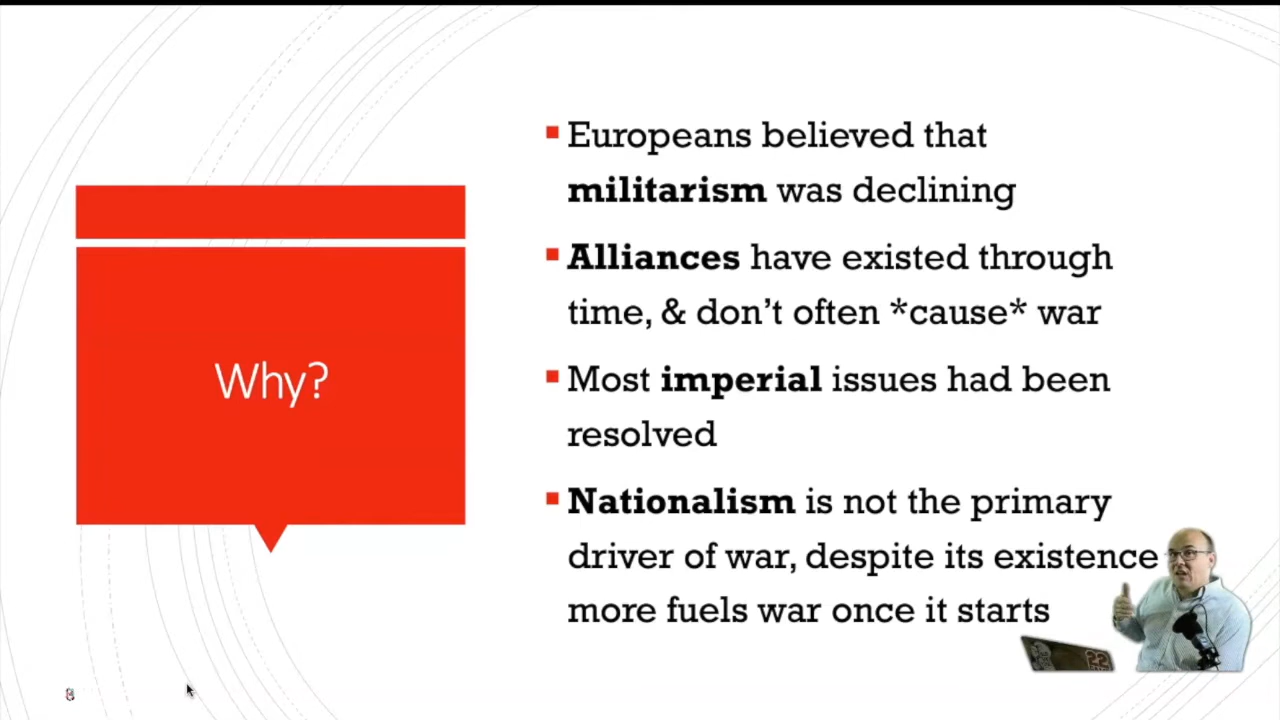 Why?
Europeans believed that
militarism was declining
Alliances have existed through
time, & don’t often *cause* war
Most imperial issues had been
resolved
Nationalism is not the primary
driver of war, despite its existence
more fuels war once it starts
22